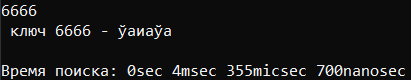 6666
ключ 6666 - ўаиаўа
Время поиска: 0sec 4msec 355micsec 700nanosec